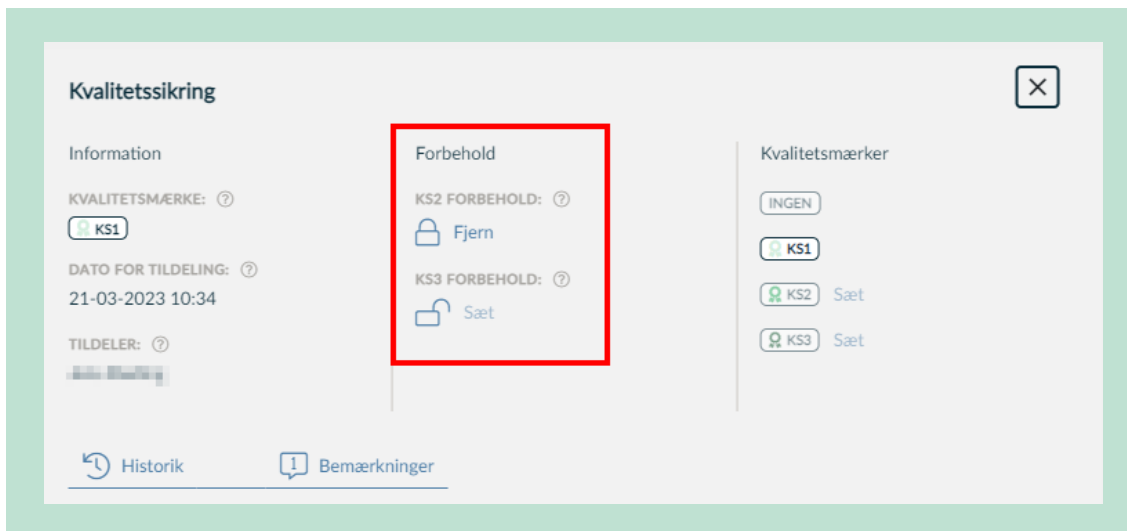 Kvalitetssikring
Information
KVALITETSMÆRKE:
KS1
DATO FOR TILDELING:
21-03-2023 10:34
TILDELER:
Forbehold
KS2 FORBEHOLD:
Fjern
KS3 FORBEHOLD:
Sæt
Kvalitetsmærker
INGEN
KS1
KS2 Sæt
KS3 Sæt
Historik
1 Bemærkninger